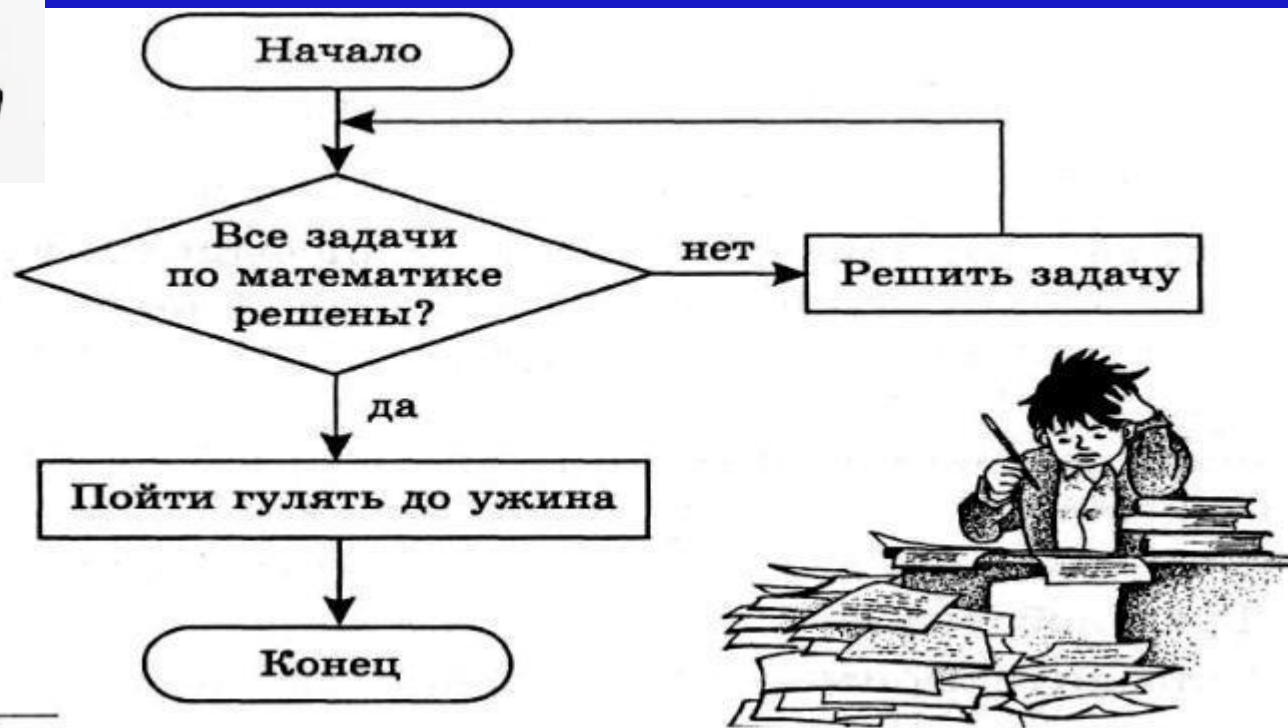 Начало
Все задачи
по математике
решены?
нет
Решить задачу
да
Пойти гулять до ужина
Конец